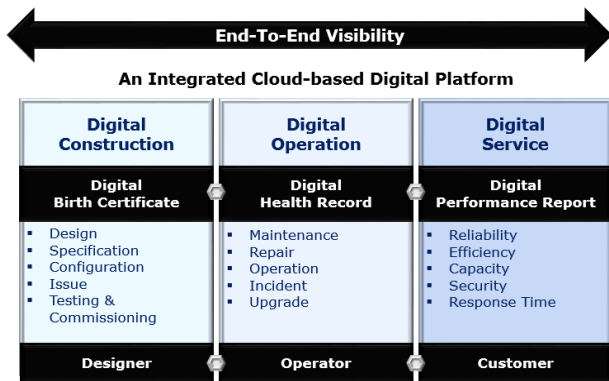 End-To-End Visibility
An Integrated Cloud-based Digital Platform
Digital
Construction
Digital
Birth Certificate
▪ Design
▪ Specification
▪ Configuration
▪ Issue
▪ Testing &
Commissioning
Designer
Digital
Operation
Digital
Health Record
▪ Maintenance
▪ Repair
▪ Operation
▪ Incident
▪ Upgrade
Operator
Digital
Service
Digital
Performance Report
▪ Reliability
▪ Efficiency
▪ Capacity
▪ Security
▪ Response Time
Customer